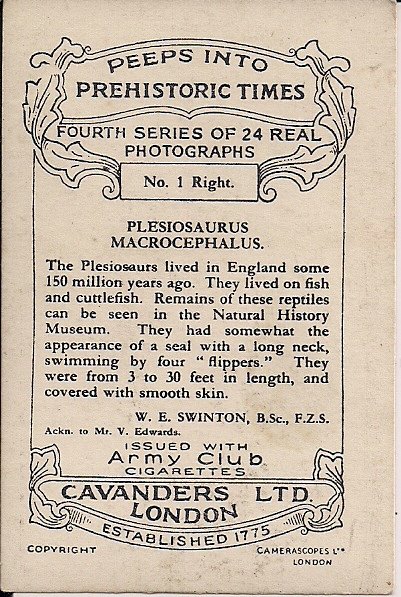 PEEPS INTO
PREHISTORIC TIMES
FOURTH SERIES OF 24 REAL
PHOTOGRAPHS
No. 1 Right.
PLESIOSAURUS
MACROCEPHALUS.
The Plesiosaurs lived in England some
150 million years ago. They lived on fish
and cuttlefish. Remains of these reptiles
can be seen in the Natural History
Museum. They had somewhat the
appearance of a seal with a long neck,
swimming by four “flippers.” They
were from 3 to 30 feet in length, and
covered with smooth skin.
W. E. SWINTON, B.Sc., F.Z.S.
Ackn. to Mr. V. Edwards.
ISSUED WITH
Army Club
CIGARETTES
CAVANDERS LTD.
LONDON
ESTABLISHED 1775
COPYRIGHT
CAMERASCOPES Lᵀᴰ
LONDON